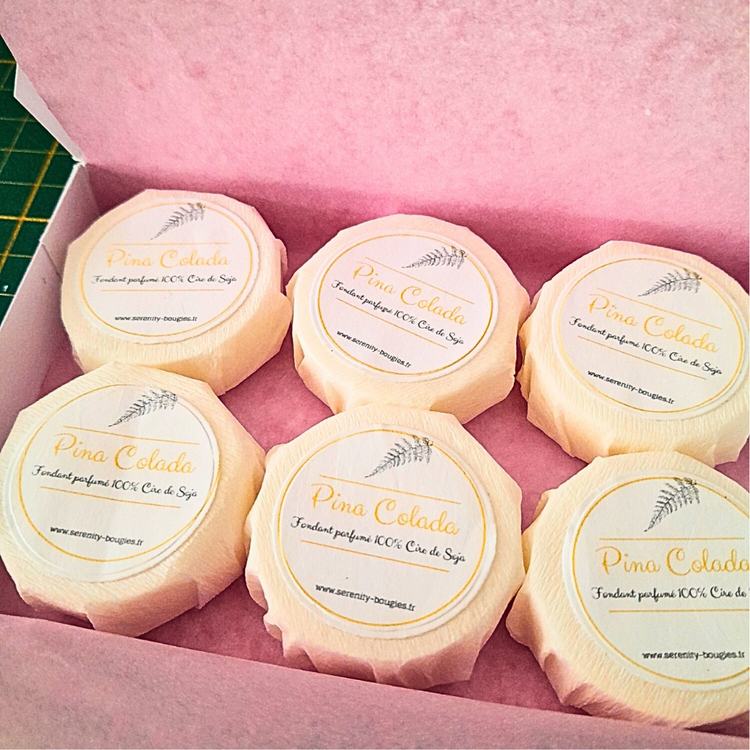 Pina Colada
Fondant parfumé 100% Cire de Soja
www.serenity-bougies.fr
Pina Colada
Fondant parfumé 100% Cire de Soja
www.serenity-bougies.fr
Pina Colada
Fondant parfumé 100% Cire de Soja
www.serenity-bougies.fr
Pina Colada
Fondant parfumé 100% Cire de Soja
www.serenity-bougies.fr
Pina Colada
Fondant parfumé 100% Cire de Soja
www.serenity-bougies.fr
Pina Colada
Fondant parfumé 100% Cire de
www.serenity-bougies.fr